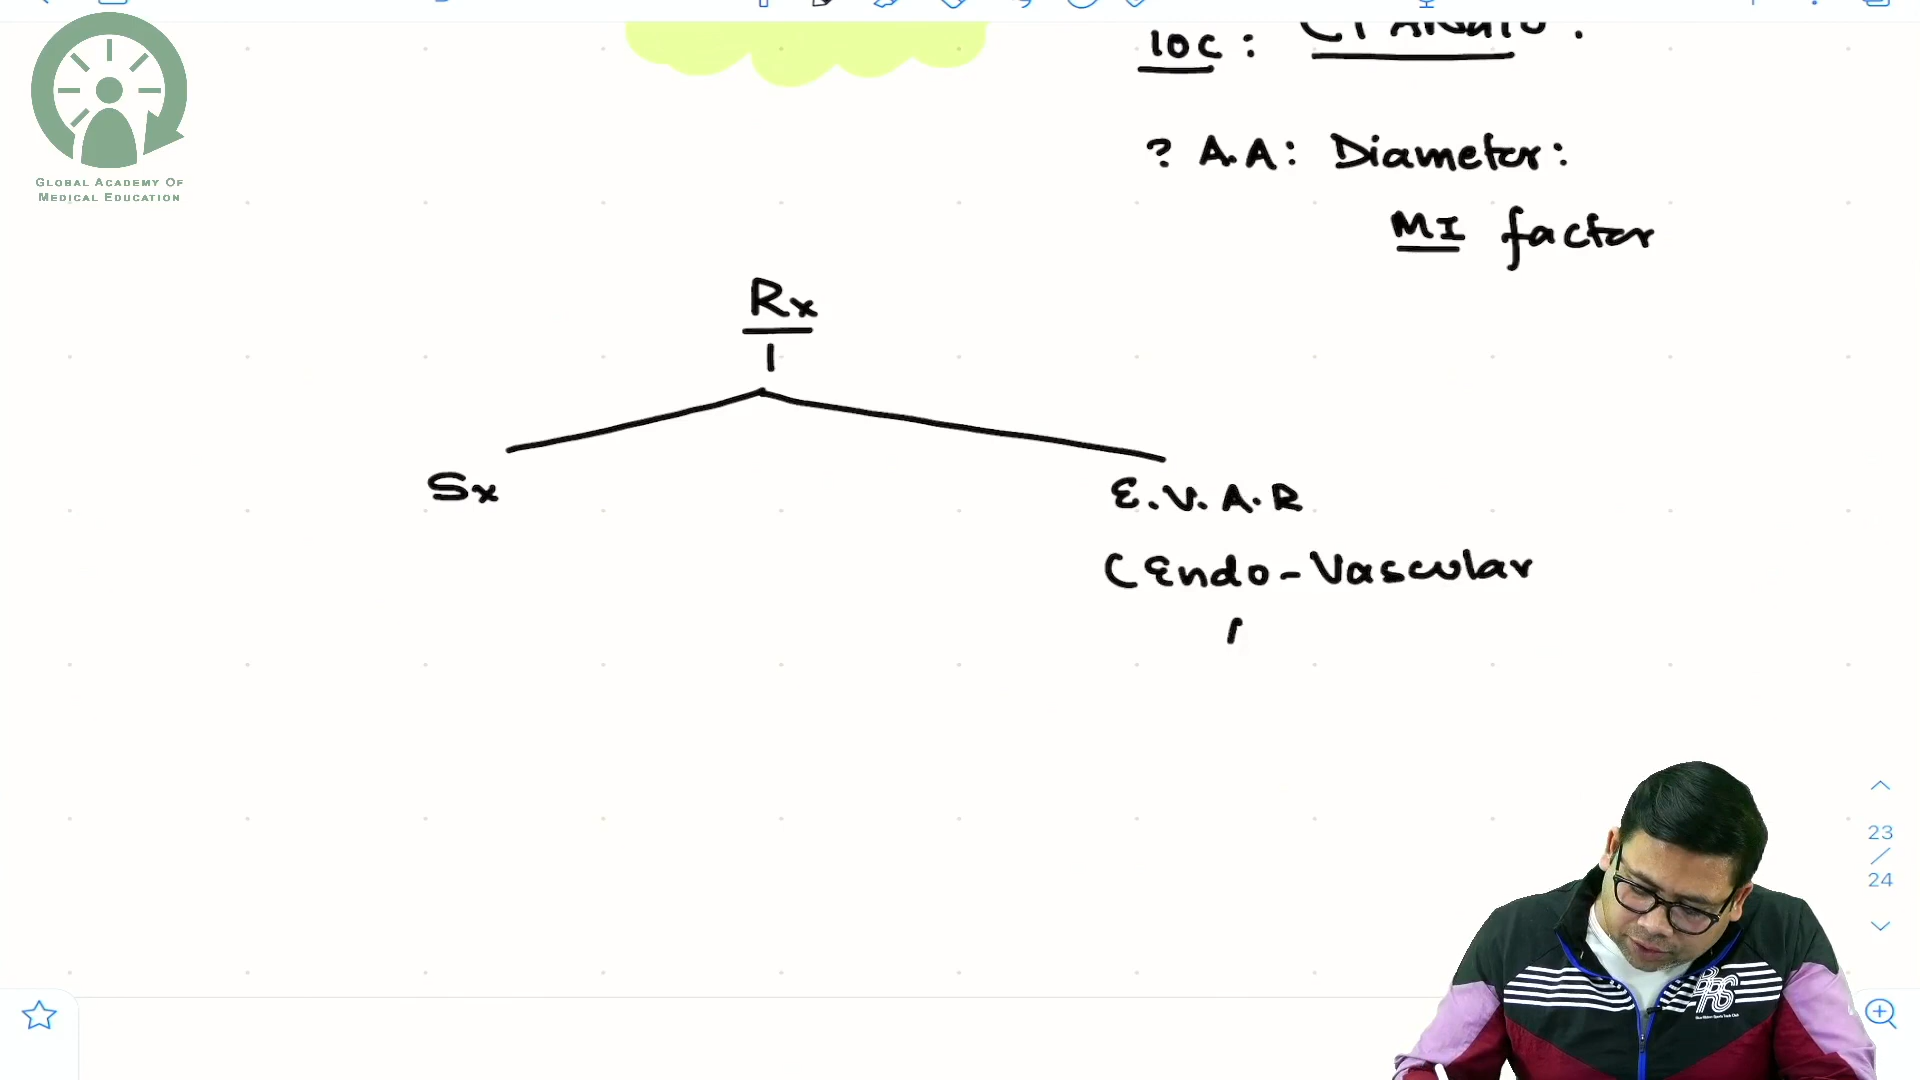 GLOBAL ACADEMY OF
MEDICAL EDUCATION
IOC :
? A.A : Diameter :
MI factor
Rx
Sx
E.V.A.R
(Endo-Vascular
23
/
24